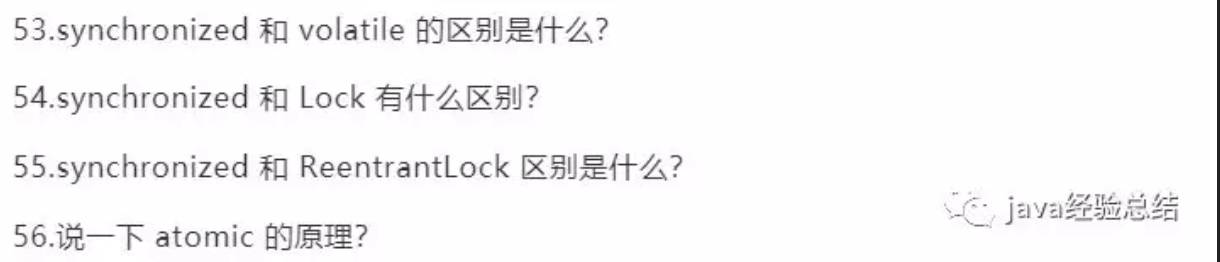 53.synchronized 和 volatile 的区别是什么？
54.synchronized 和 Lock 有什么区别？
55.synchronized 和 ReentrantLock 区别是什么？
java经验总结
56.说一下 atomic 的原理？